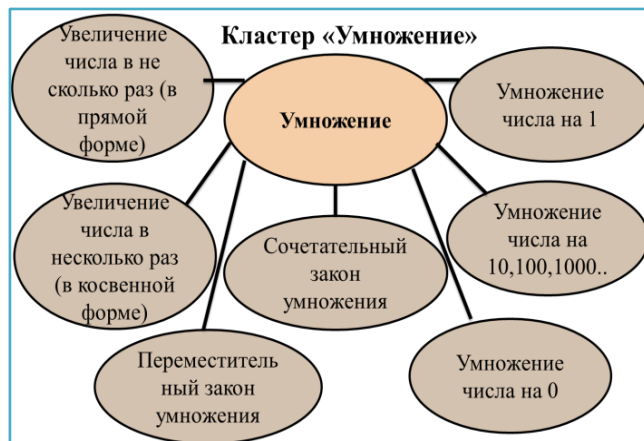 Кластер «Умножение»
Увеличение
числа в не
сколько раз (в
прямой
форме)
Умножение
Умножение
числа на 1
Увеличение
числа в
несколько раз
(в косвенной
форме)
Сочетательный
закон
умножения
Умножение
числа на
10,100,1000..
Переместитель
ный закон
умножения
Умножение
числа на 0